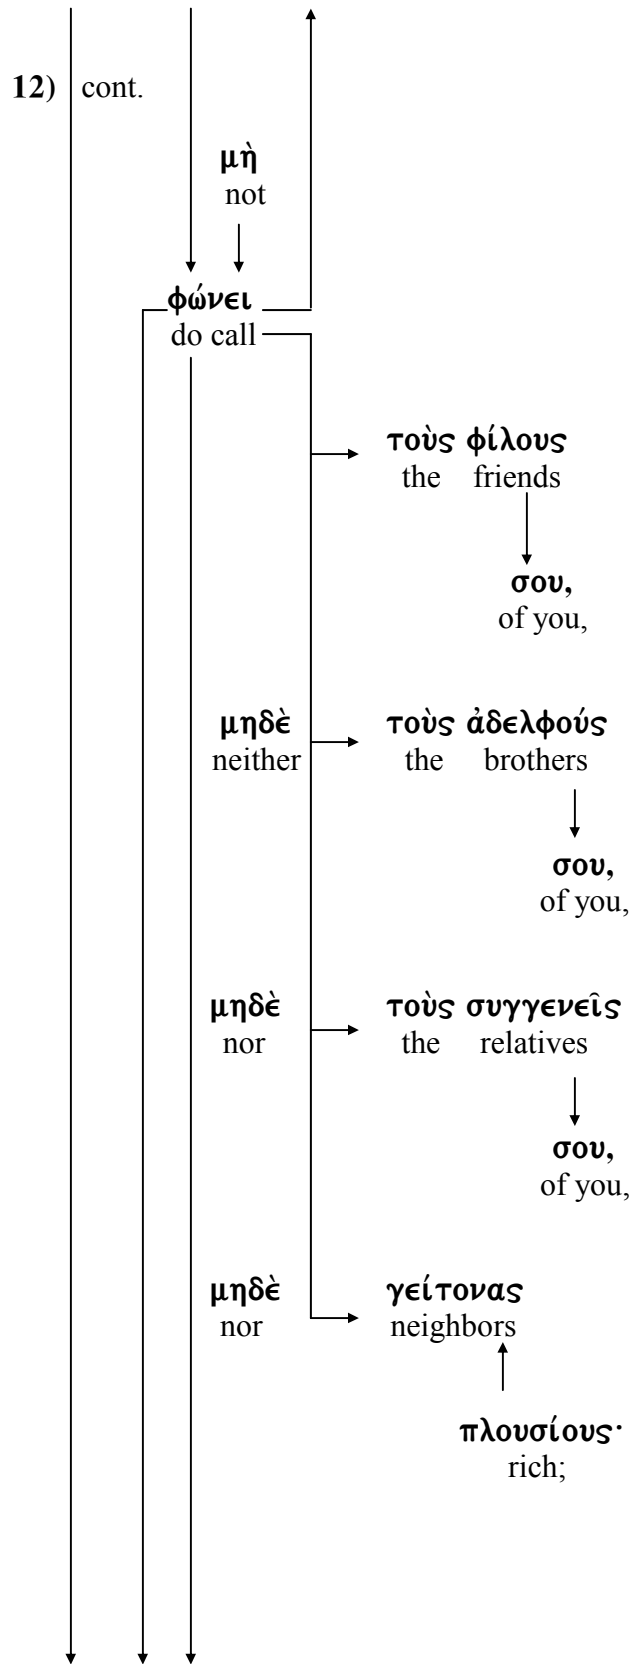 12) cont.
μὴ
not
φώνει
do call
τοὺς φίλους
the friends
σου,
of you,
μηδὲ τοὺς ἀδελφούς
neither the brothers
σου,
of you,
μηδὲ τοὺς συγγενεῖς
nor the relatives
σου,
of you,
μηδὲ γείτονας
nor neighbors
πλουσίους·
rich;